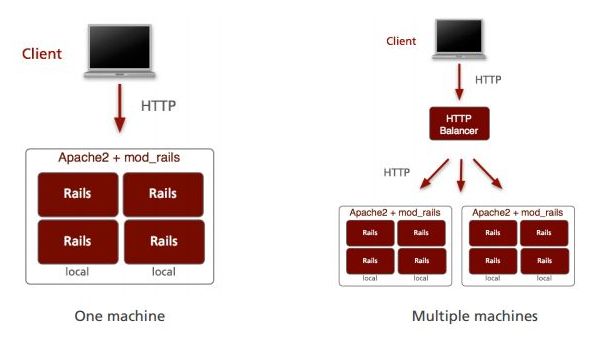 Client
HTTP
Apache2 + mod_rails
Rails Rails
Rails Rails
local local
One machine
Client
HTTP
HTTP
Balancer
HTTP
Apache2 + mod_rails
Rails Rails
Rails Rails
local local
Apache2 + mod_rails
Rails Rails
Rails Rails
local local
Multiple machines